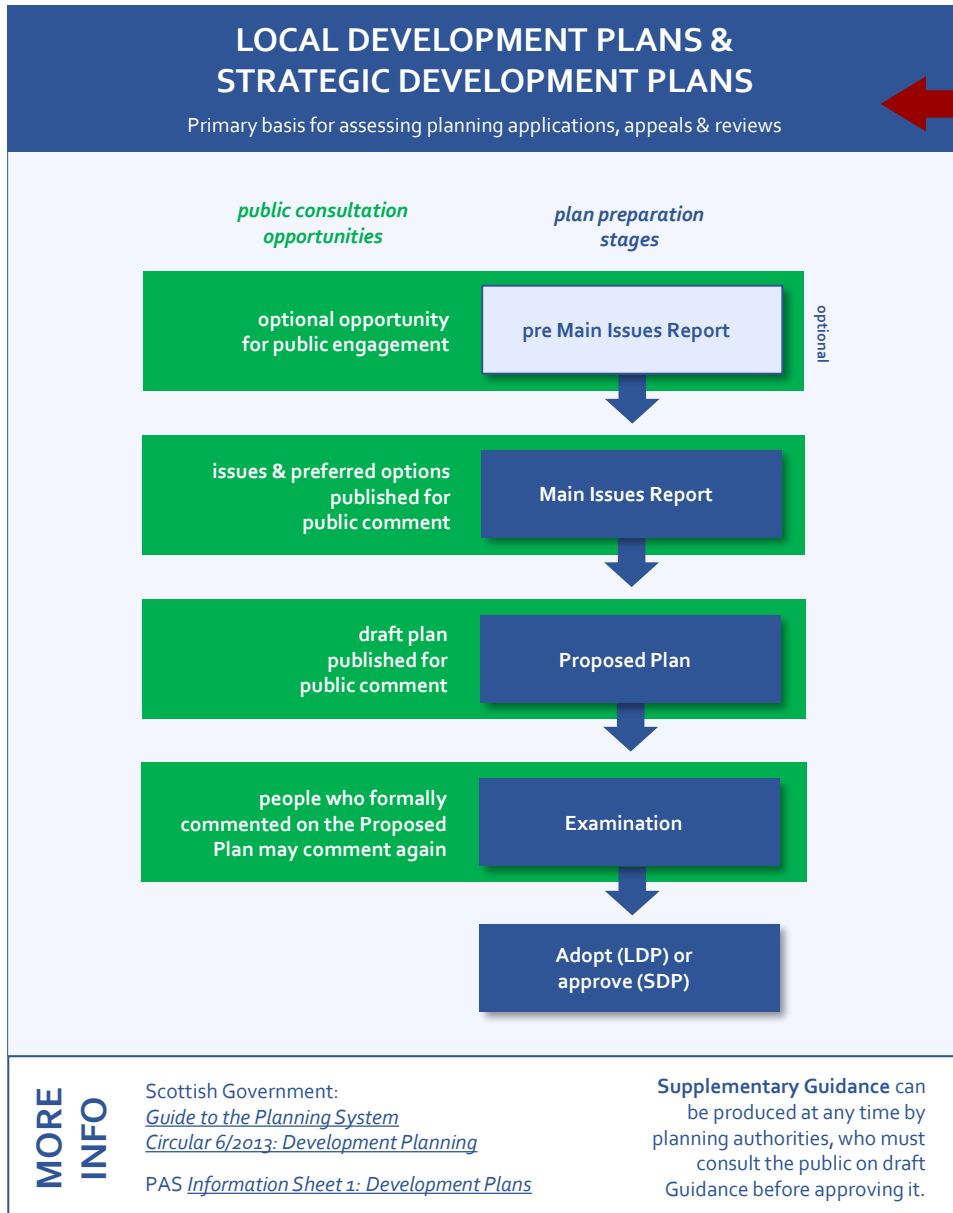 LOCAL DEVELOPMENT PLANS &
STRATEGIC DEVELOPMENT PLANS
Primary basis for assessing planning applications, appeals & reviews
public consultation
opportunities
plan preparation
stages
optional opportunity
for public engagement
pre Main Issues Report
optional
issues & preferred options
published for
public comment
Main Issues Report
draft plan
published for
public comment
Proposed Plan
people who formally
commented on the Proposed
Plan may comment again
Examination
Adopt (LDP) or
approve (SDP)
MORE
INFO
Scottish Government:
Guide to the Planning System
Circular 6/2013: Development Planning
PAS Information Sheet 1: Development Plans
Supplementary Guidance can
be produced at any time by
planning authorities, who must
consult the public on draft
Guidance before approving it.